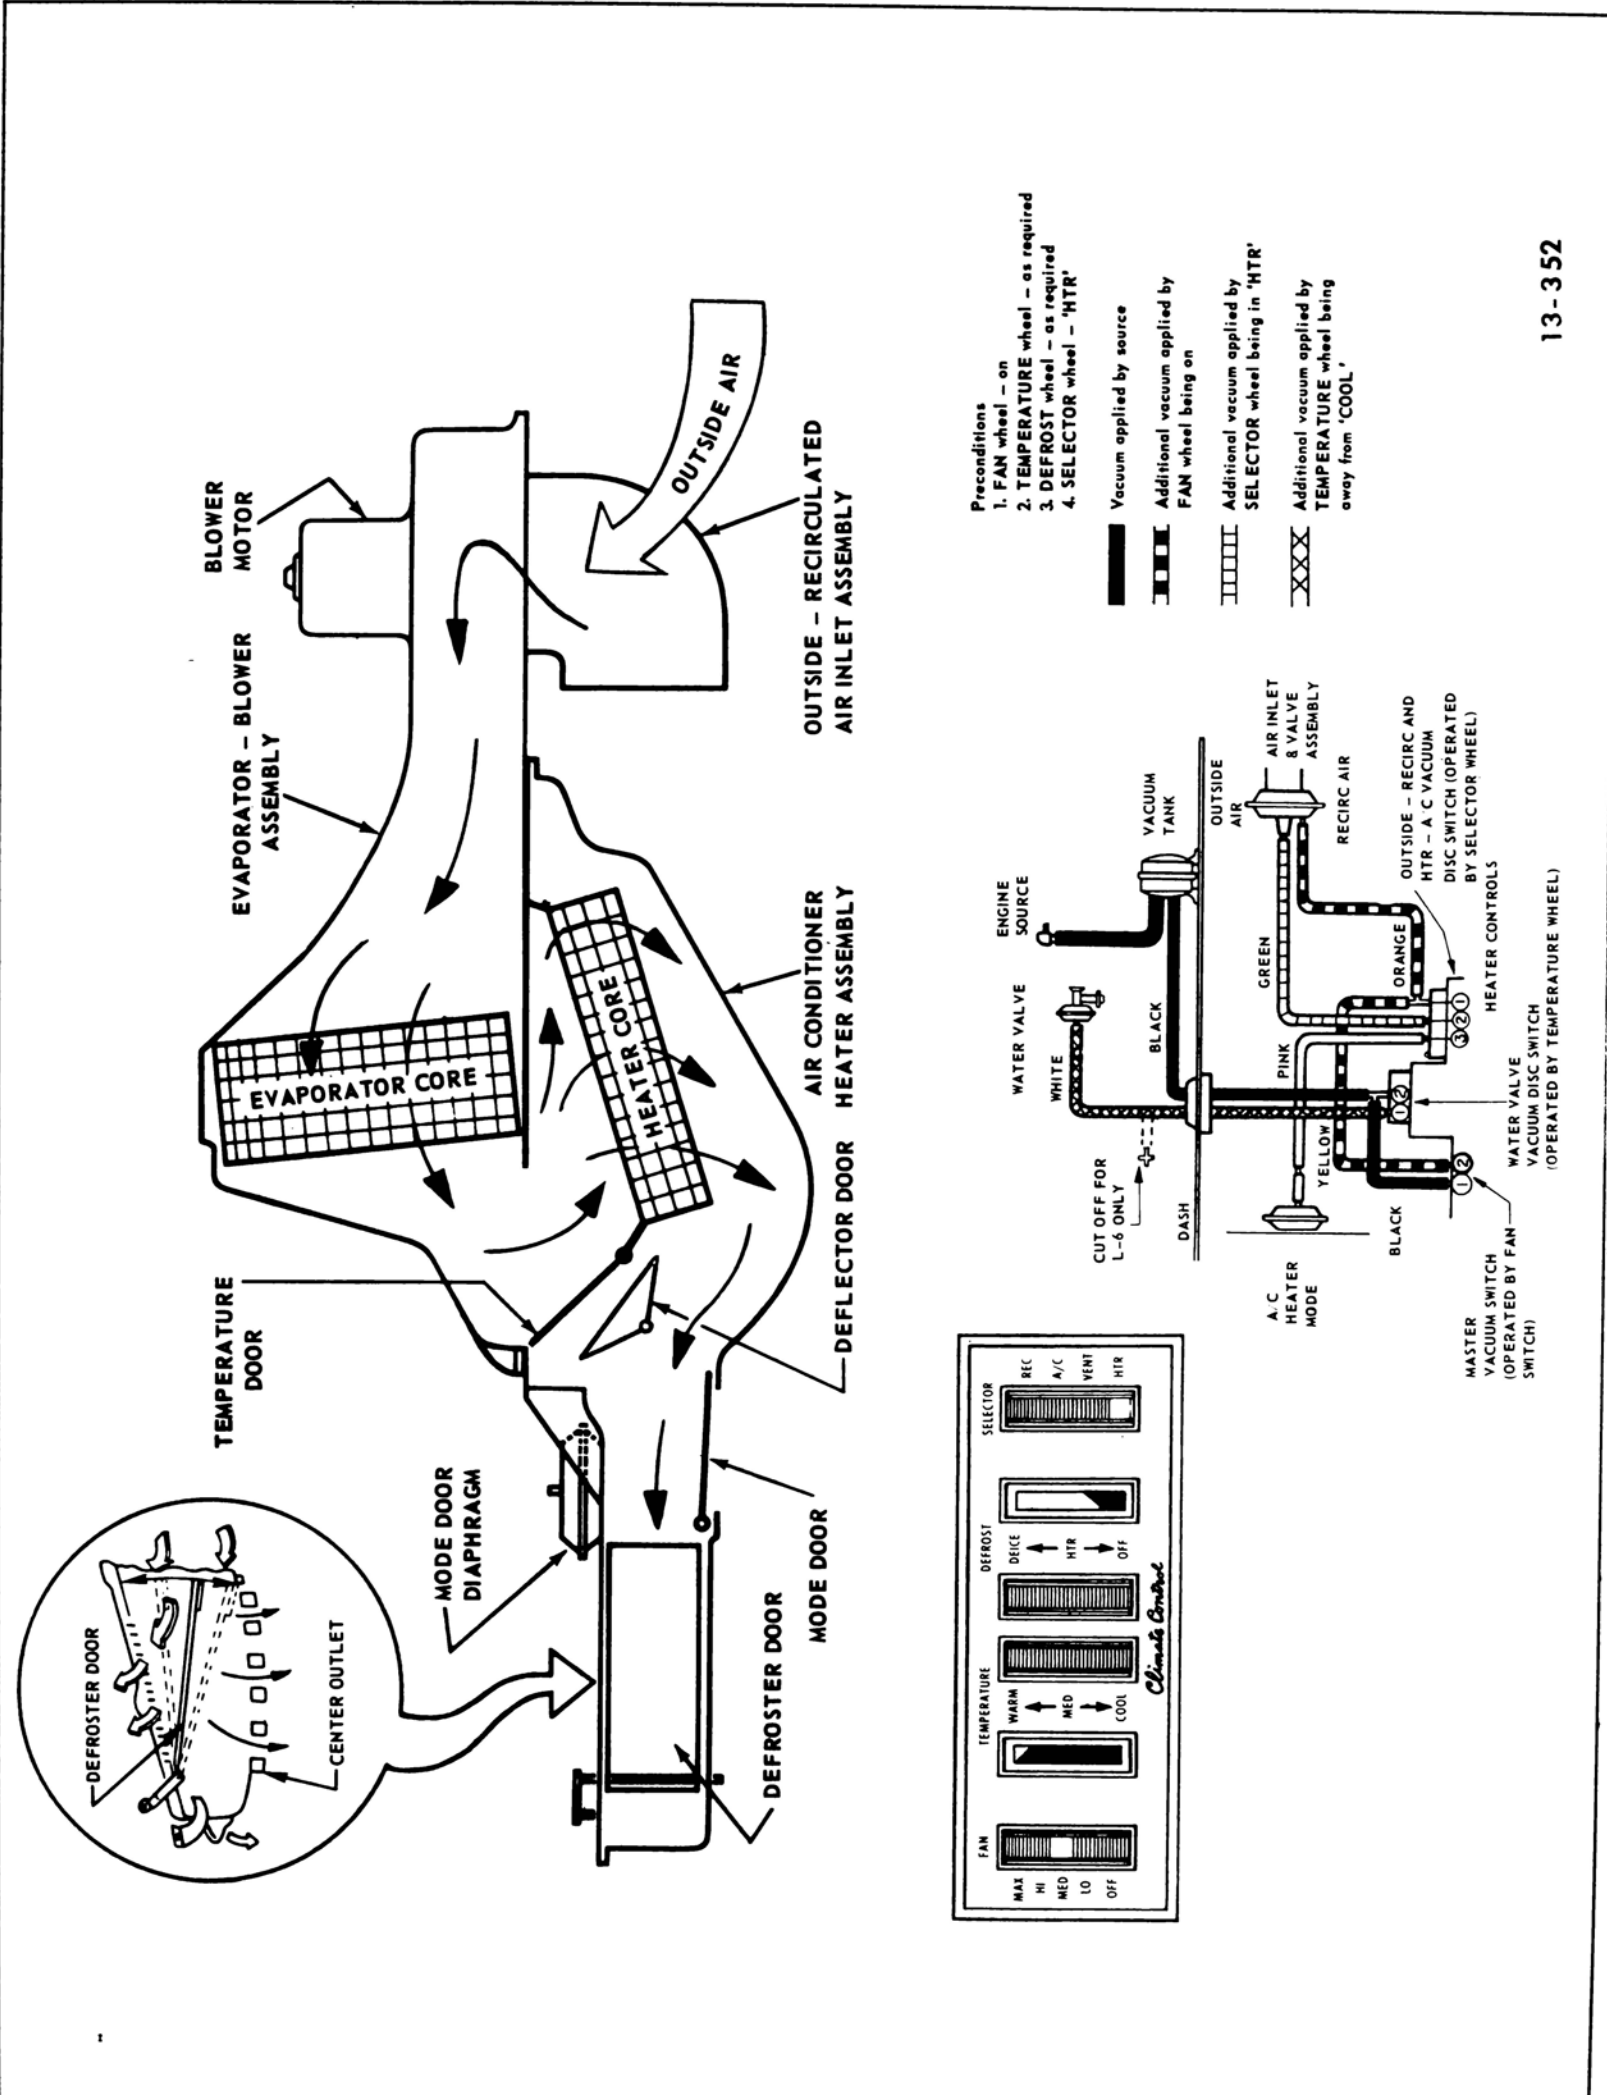 BLOWER
MOTOR
EVAPORATOR – BLOWER
ASSEMBLY
TEMPERATURE
DOOR
DEFROSTER DOOR
CENTER OUTLET
MODE DOOR
DIAPHRAGM
EVAPORATOR CORE
HEATER CORE
OUTSIDE AIR
DEFROSTER DOOR
MODE DOOR
DEFLECTOR DOOR
AIR CONDITIONER
HEATER ASSEMBLY
OUTSIDE – RECIRCULATED
AIR INLET ASSEMBLY
FAN
MAX
HI
MED
LO
OFF
TEMPERATURE
WARM
MED
COOL
DEFROST
DEICE
HTR
OFF
SELECTOR
REC
A/C
VENT
HTR
Climate Control
ENGINE
SOURCE
WATER VALVE
VACUUM
TANK
WHITE
BLACK
CUT OFF FOR
L-6 ONLY
DASH
OUTSIDE
AIR
AIR INLET
& VALVE
ASSEMBLY
RECIRC AIR
A/C
HEATER
MODE
PINK
GREEN
YELLOW
ORANGE
BLACK
1
2
1
2
3
2
1
OUTSIDE – RECIRC AND
HTR – A/C VACUUM
DISC SWITCH (OPERATED
BY SELECTOR WHEEL)
HEATER CONTROLS
MASTER
VACUUM SWITCH
(OPERATED BY FAN
SWITCH)
WATER VALVE
VACUUM DISC SWITCH
(OPERATED BY TEMPERATURE WHEEL)
Preconditions
1. FAN wheel – on
2. TEMPERATURE wheel – as required
3. DEFROST wheel – as required
4. SELECTOR wheel – 'HTR'
Vacuum applied by source
Additional vacuum applied by
FAN wheel being on
Additional vacuum applied by
SELECTOR wheel being in 'HTR'
Additional vacuum applied by
TEMPERATURE wheel being
away from 'COOL'
13-352